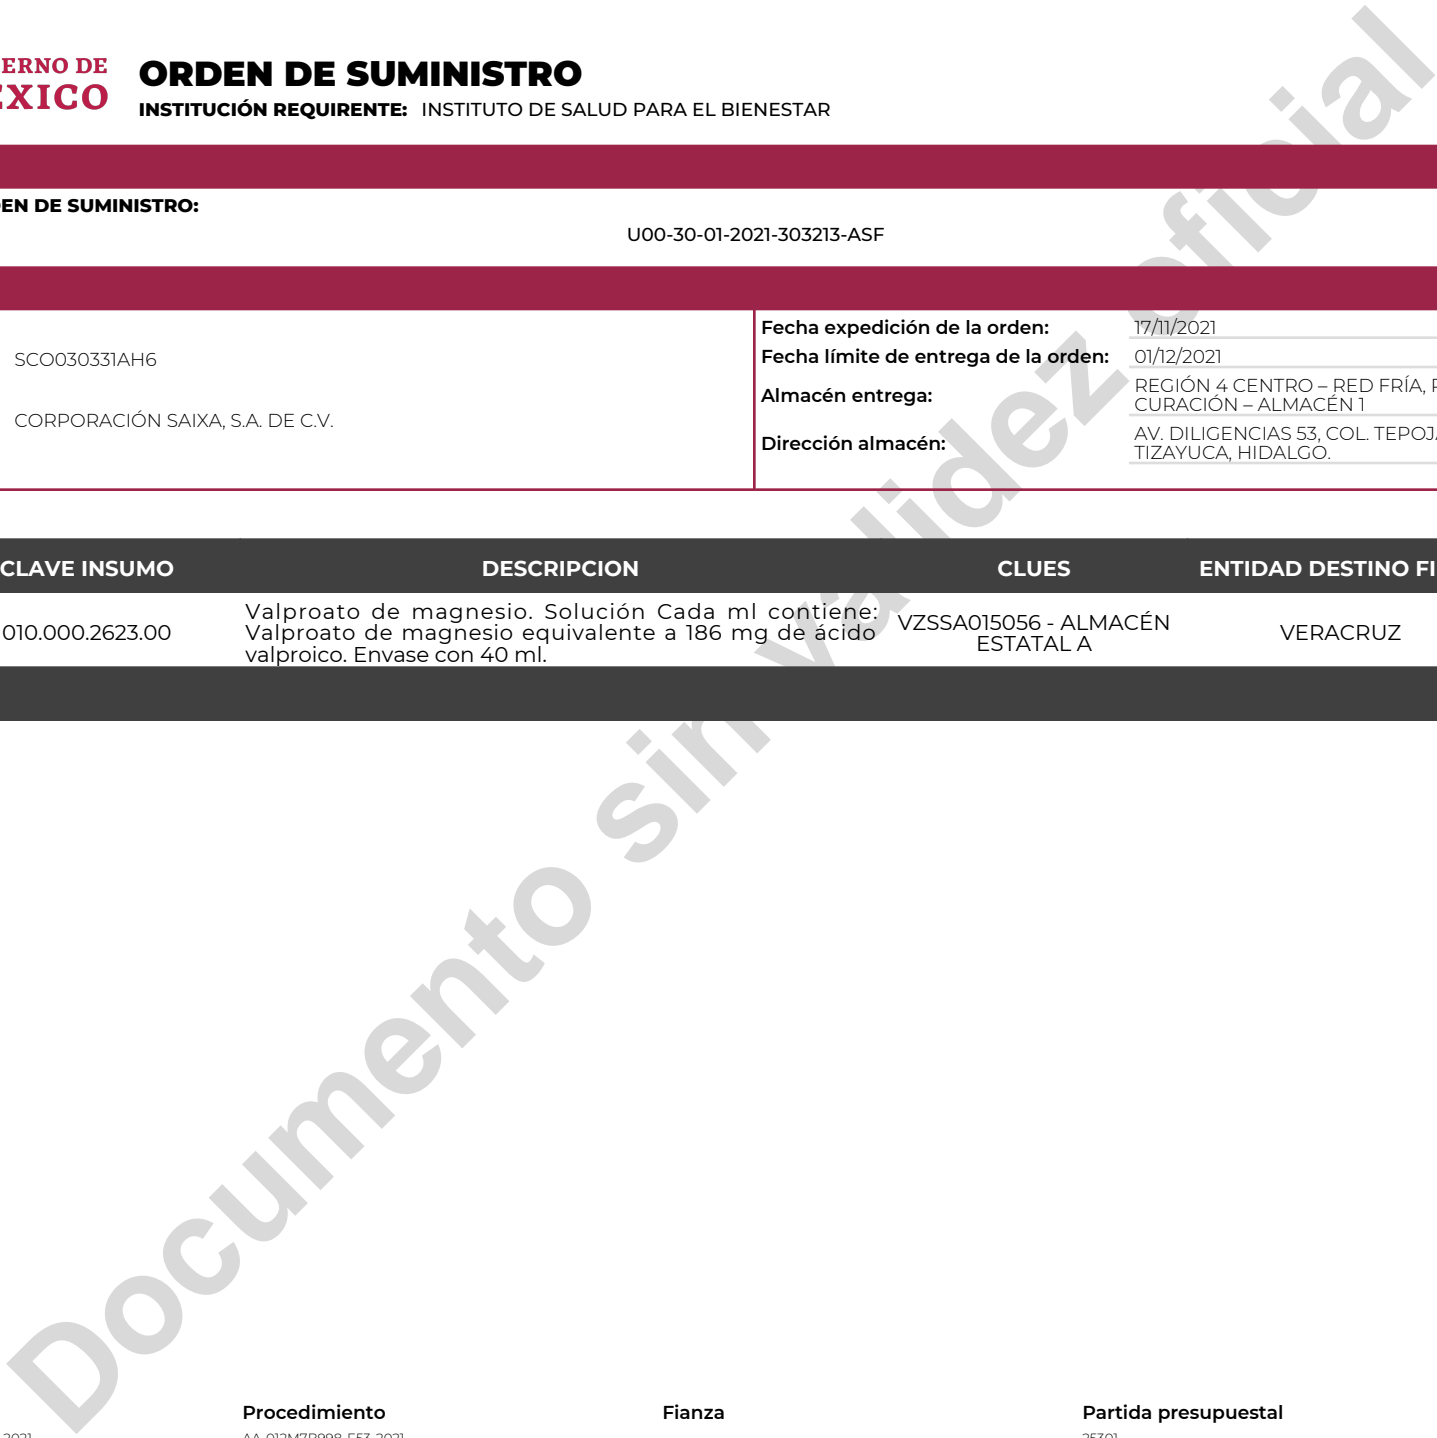 ERNO DE
ORDEN DE SUMINISTRO
EXICO
INSTITUCIÓN REQUIRENTE: INSTITUTO DE SALUD PARA EL BIENESTAR
EN DE SUMINISTRO:
U00-30-01-2021-303213-ASF
Fecha expedición de la orden: 17/11/2021
SCO030331AH6
Fecha límite de entrega de la orden: 01/12/2021
Almacén entrega: REGIÓN 4 CENTRO – RED FRÍA,
CURACIÓN – ALMACÉN 1
CORPORACIÓN SAIXA, S.A. DE C.V.
Dirección almacén: AV. DILIGENCIAS 53, COL. TEPOJA
TIZAYUCA, HIDALGO.
CLAVE INSUMO DESCRIPCION CLUES ENTIDAD DESTINO FI
010.000.2623.00
Valproato de magnesio. Solución Cada ml contiene:
Valproato de magnesio equivalente a 186 mg de ácido
valproico. Envase con 40 ml.
VZSSA015056 - ALMACÉN
ESTATAL A
VERACRUZ
Documento sin validez oficial
Procedimiento Fianza Partida presupuestal